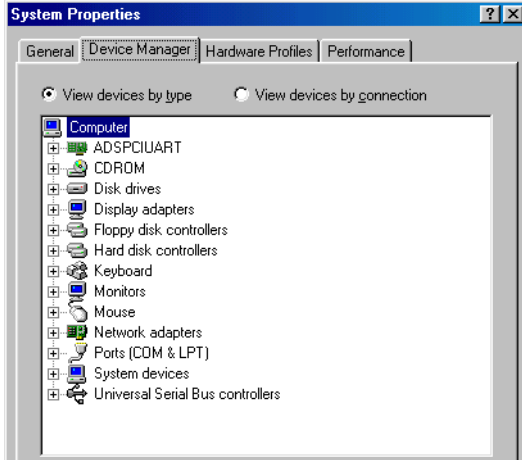 System Properties
General Device Manager Hardware Profiles Performance
View devices by type View devices by connection
Computer
ADSPCIUART
CDROM
Disk drives
Display adapters
Floppy disk controllers
Hard disk controllers
Keyboard
Monitors
Mouse
Network adapters
Ports (COM & LPT)
System devices
Universal Serial Bus controllers